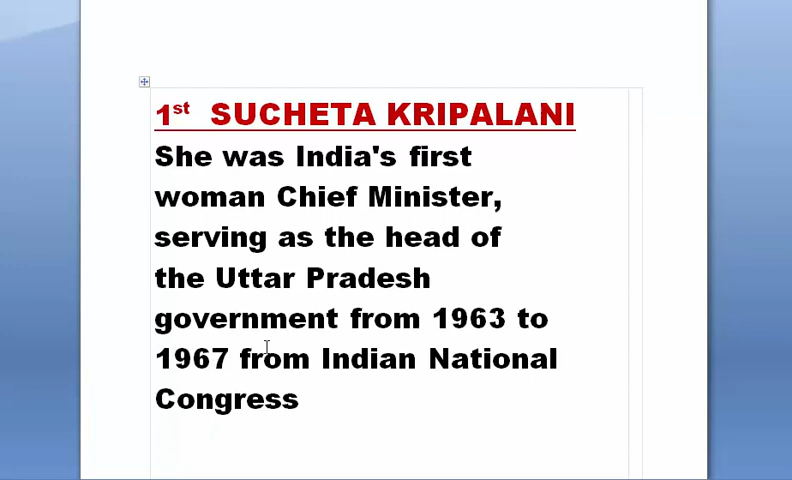 1st SUCHETA KRIPALANI
She was India's first
woman Chief Minister,
serving as the head of
the Uttar Pradesh
government from 1963 to
1967 from Indian National
Congress